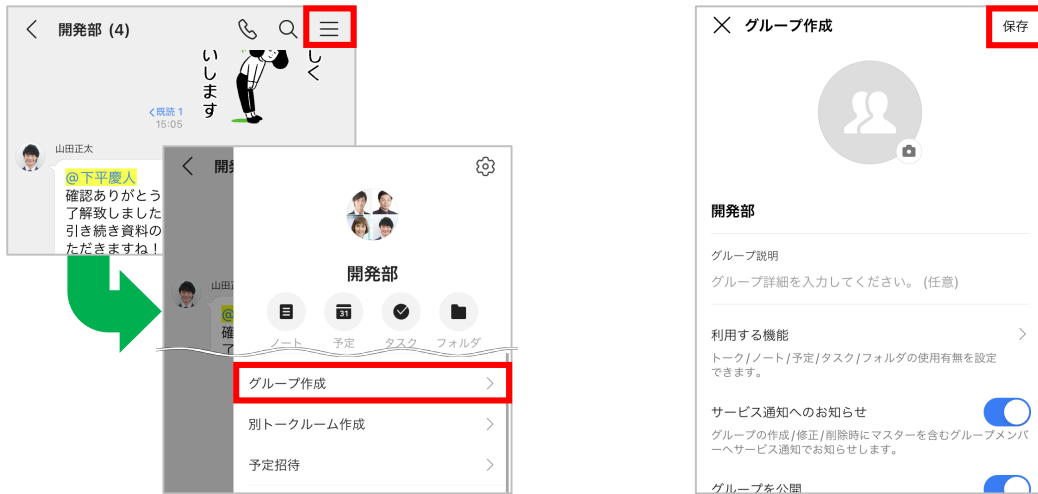 開発部 (4)
しく
いします
既読 1
15:05
山田正太
@下平慶人
確認ありがとう
了解致しました
引き続き資料の
ただきますね！
開発部
31
ノート
予定
タスク
フォルダ
グループ作成
別トークルーム作成
予定招待
グループ作成
保存
開発部
グループ説明
グループ詳細を入力してください。 (任意)
利用する機能
トーク/ノート/予定/タスク/フォルダの使用有無を設定
できます。
サービス通知へのお知らせ
グループの作成/修正/削除時にマスターを含むグループメンバ
ーへサービス通知でお知らせします。
グループを公開